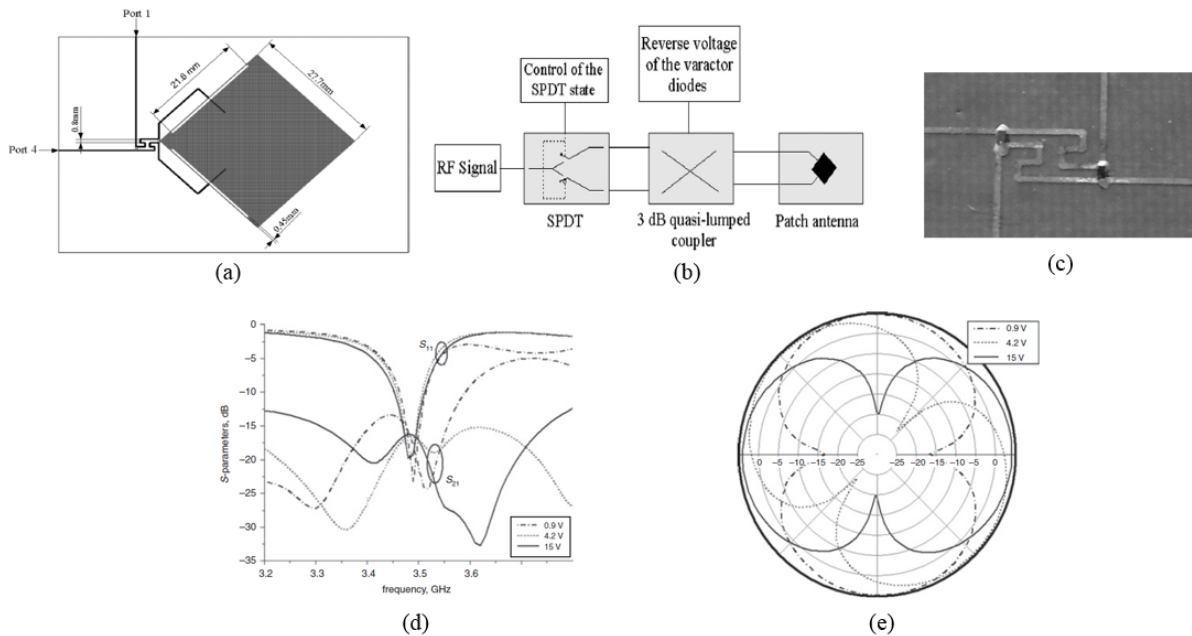 Port 1
21.8 mm
27.7mm
0.8mm
Port 4
0.45mm
(a)
Control of the
SPDT state
Reverse voltage
of the varactor
diodes
RF Signal
SPDT
3 dB quasi-lumped
coupler
Patch antenna
(b)
(c)
0
−5
−10
−15
−20
−25
−30
−35
S-parameters, dB
S11
S21
0.9 V
4.2 V
15 V
3.2 3.3 3.4 3.5 3.6
frequency, GHz
(d)
0.9 V
4.2 V
15 V
0 −5 −10 −15 −20 −25 −25 −20 −15 −10 −5 0
(e)